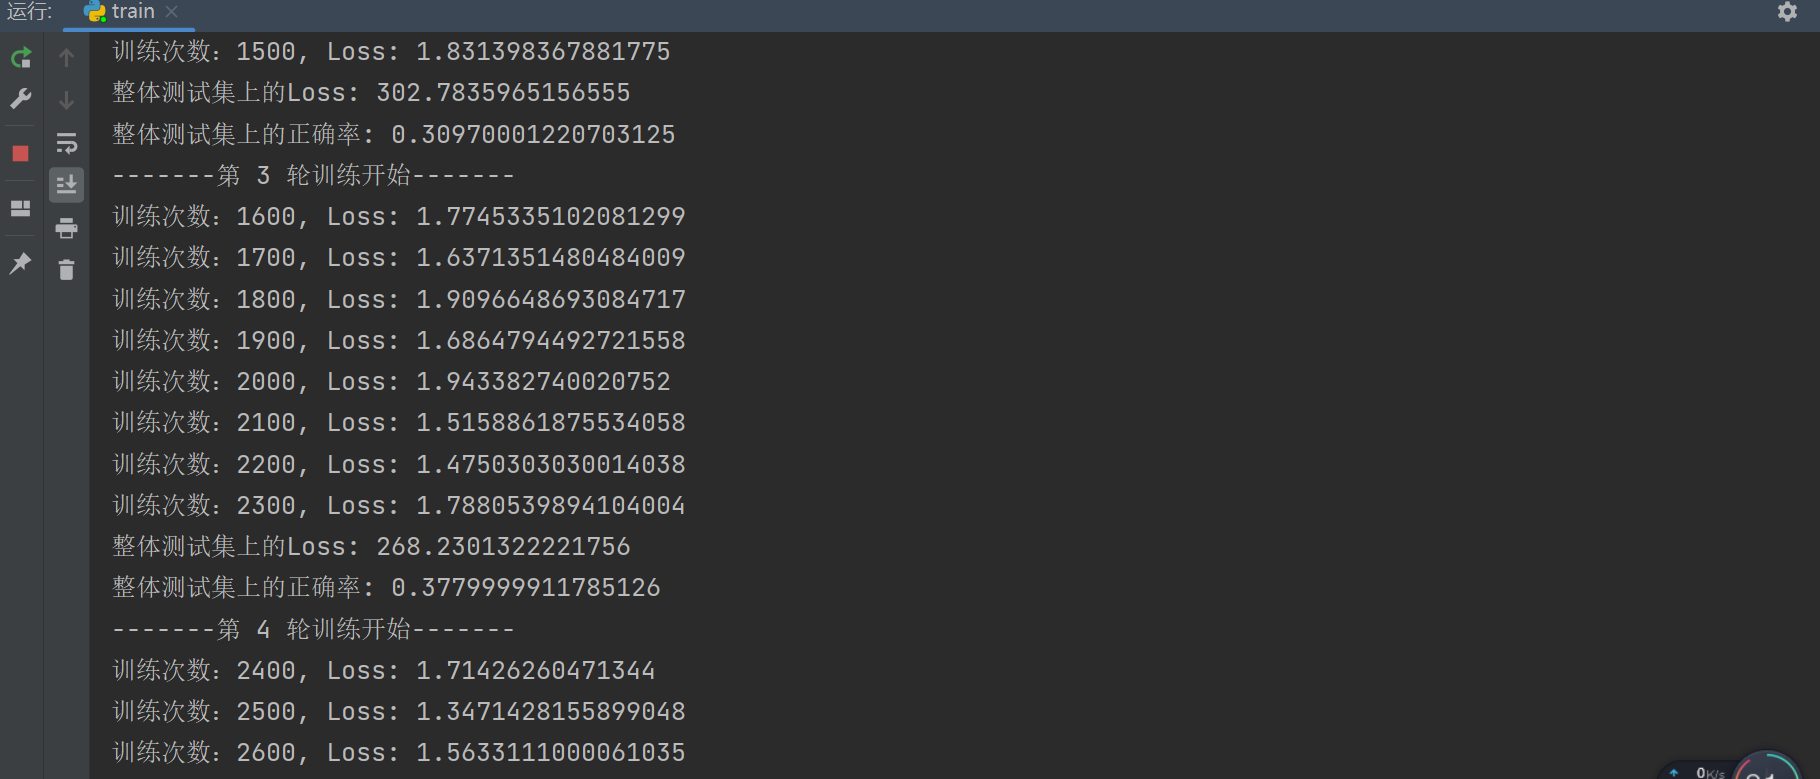 运行: train
训练次数：1500, Loss: 1.831398367881775
整体测试集上的Loss: 302.7835965156555
整体测试集上的正确率: 0.30970001220703125
-------第 3 轮训练开始-------
训练次数：1600, Loss: 1.7745335102081299
训练次数：1700, Loss: 1.6371351480484009
训练次数：1800, Loss: 1.9096648693084717
训练次数：1900, Loss: 1.6864794492721558
训练次数：2000, Loss: 1.943382740020752
训练次数：2100, Loss: 1.5158861875534058
训练次数：2200, Loss: 1.4750303030014038
训练次数：2300, Loss: 1.7880539894104004
整体测试集上的Loss: 268.2301322221756
整体测试集上的正确率: 0.3779999911785126
-------第 4 轮训练开始-------
训练次数：2400, Loss: 1.71426260471344
训练次数：2500, Loss: 1.3471428155899048
训练次数：2600, Loss: 1.5633111000061035
0K/s